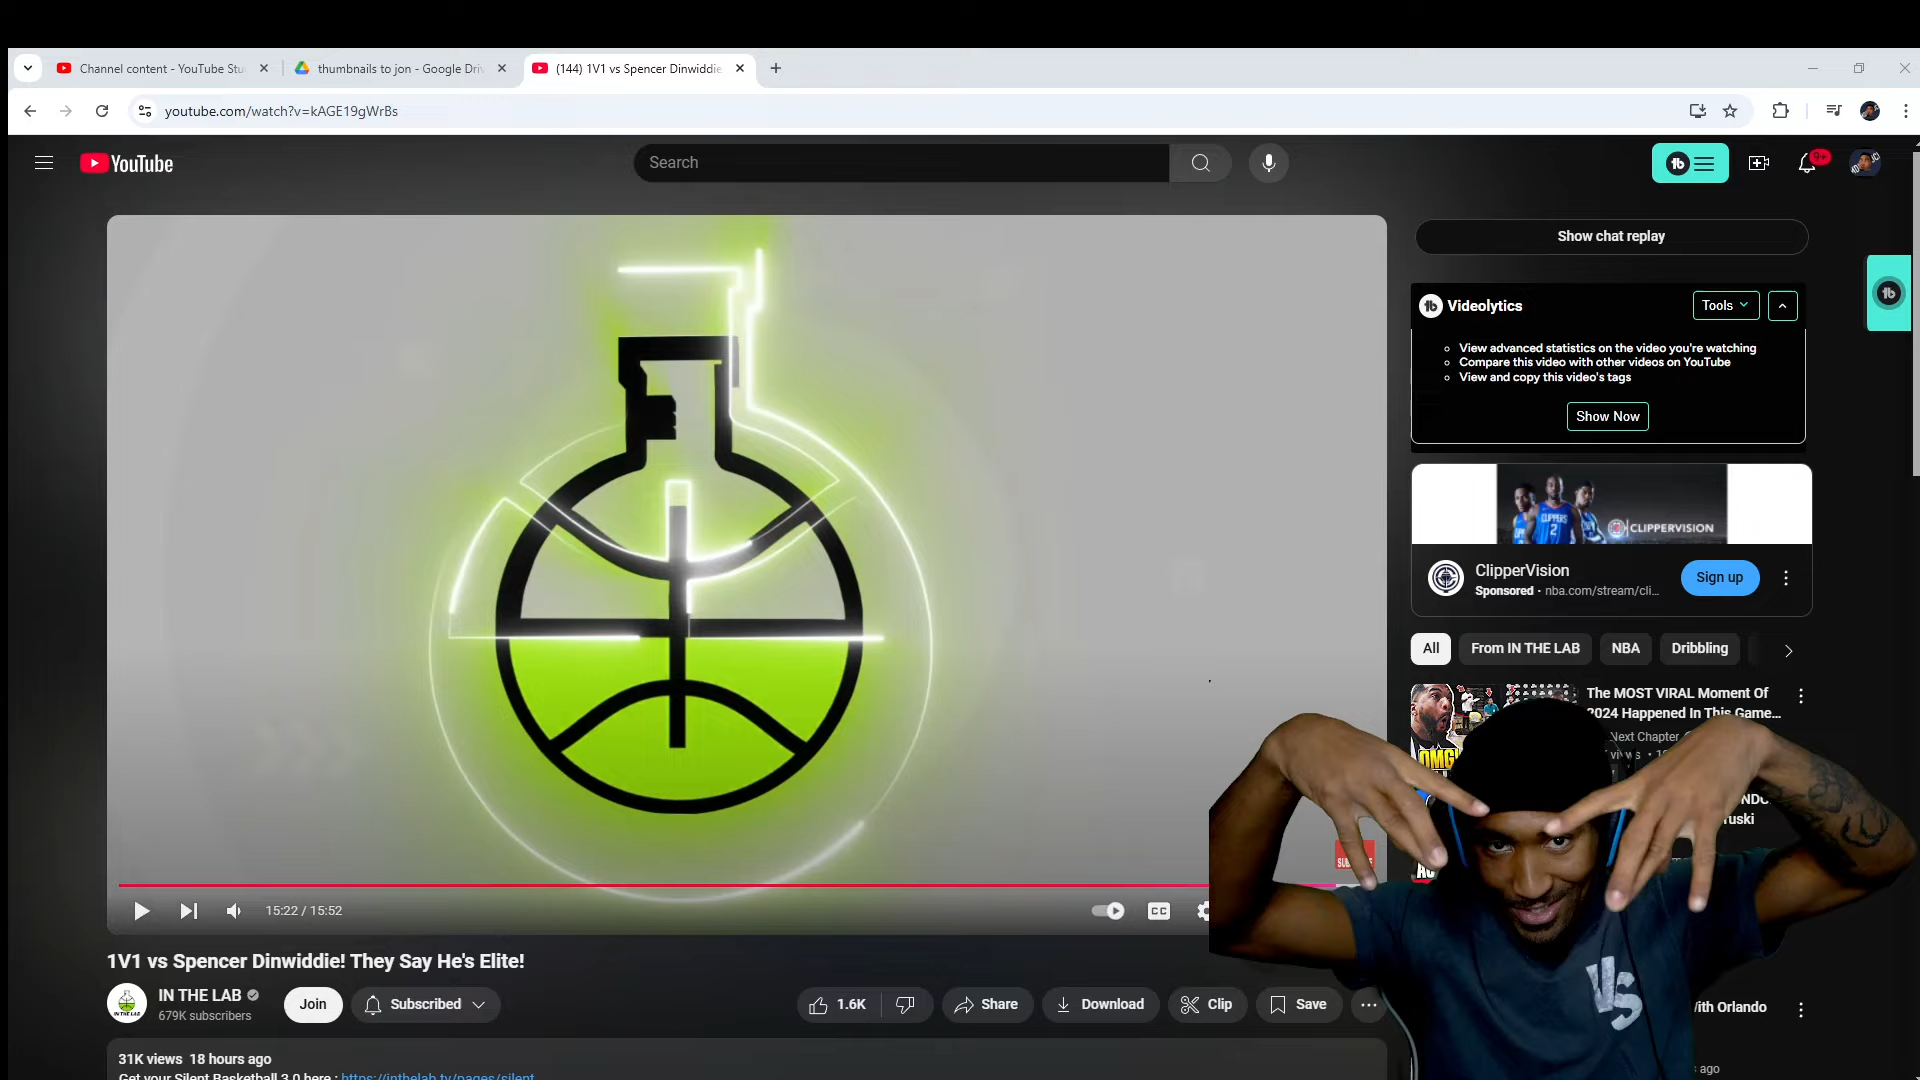 Channel content - YouTube Stu
thumbnails to jon - Google Driv
(144) 1V1 vs Spencer Dinwiddie
youtube.com/watch?v=kAGE19gWrBs
YouTube
Search
9+
Show chat replay
Videolytics
Tools
View advanced statistics on the video you're watching
Compare this video with other videos on YouTube
View and copy this video's tags
Show Now
CLIPPERS
2
CLIPPERVISION
ClipperVision
Sponsored · nba.com/stream/cli...
Sign up
All
From IN THE LAB
NBA
Dribbling
The MOST VIRAL Moment Of
2024 Happened In This Game...
Next Chapter
OMG!
15:22 / 15:52
CC
1V1 vs Spencer Dinwiddie! They Say He's Elite!
IN THE LAB
679K subscribers
Join
Subscribed
1.6K
Share
Download
Clip
Save
Orlando
ago
VS
31K views 18 hours ago
Get your Silent Basketball 3.0 here : https://inthelab.tv/pages/silent